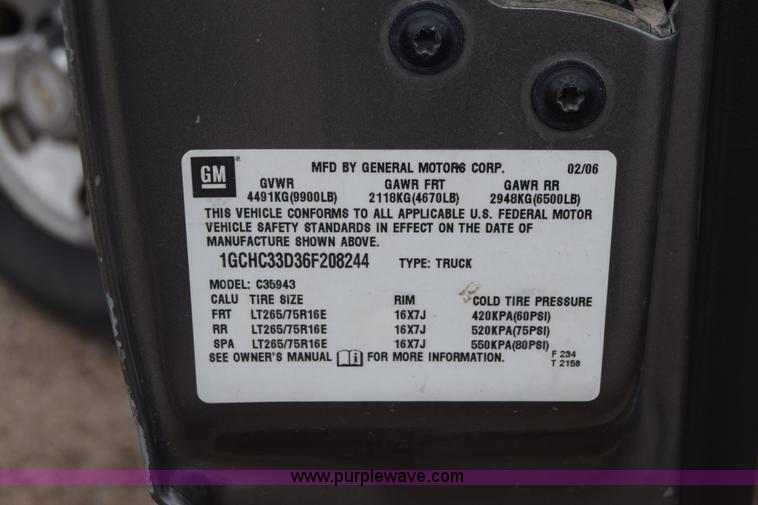 GM ® MFD BY GENERAL MOTORS CORP. 02/06
GVWR GAWR FRT GAWR RR
4491KG(9900LB) 2118KG(4670LB) 2948KG(6500LB)
THIS VEHICLE CONFORMS TO ALL APPLICABLE U.S. FEDERAL MOTOR
VEHICLE SAFETY STANDARDS IN EFFECT ON THE DATE OF
MANUFACTURE SHOWN ABOVE.
1GCHC33D36F208244 TYPE: TRUCK
MODEL: C35943
CALU TIRE SIZE RIM COLD TIRE PRESSURE
FRT LT265/75R16E 16X7J 420KPA(60PSI)
RR LT265/75R16E 16X7J 520KPA(75PSI)
SPA LT265/75R16E 16X7J 550KPA(80PSI)
SEE OWNER'S MANUAL i FOR MORE INFORMATION. F 234
T 2158
www.purplewave.com